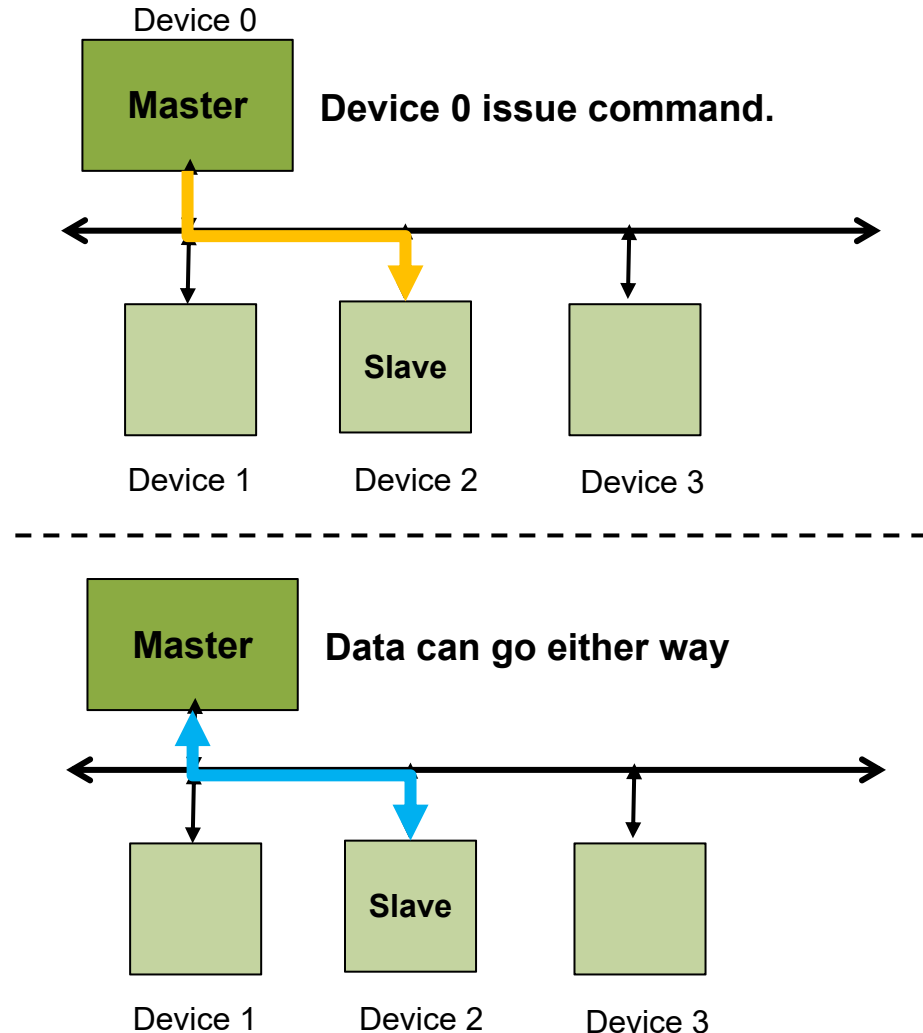 Device 0
Master
Device 0 issue command.
Slave
Device 1
Device 2
Device 3
Master
Data can go either way
Slave
Device 1
Device 2
Device 3